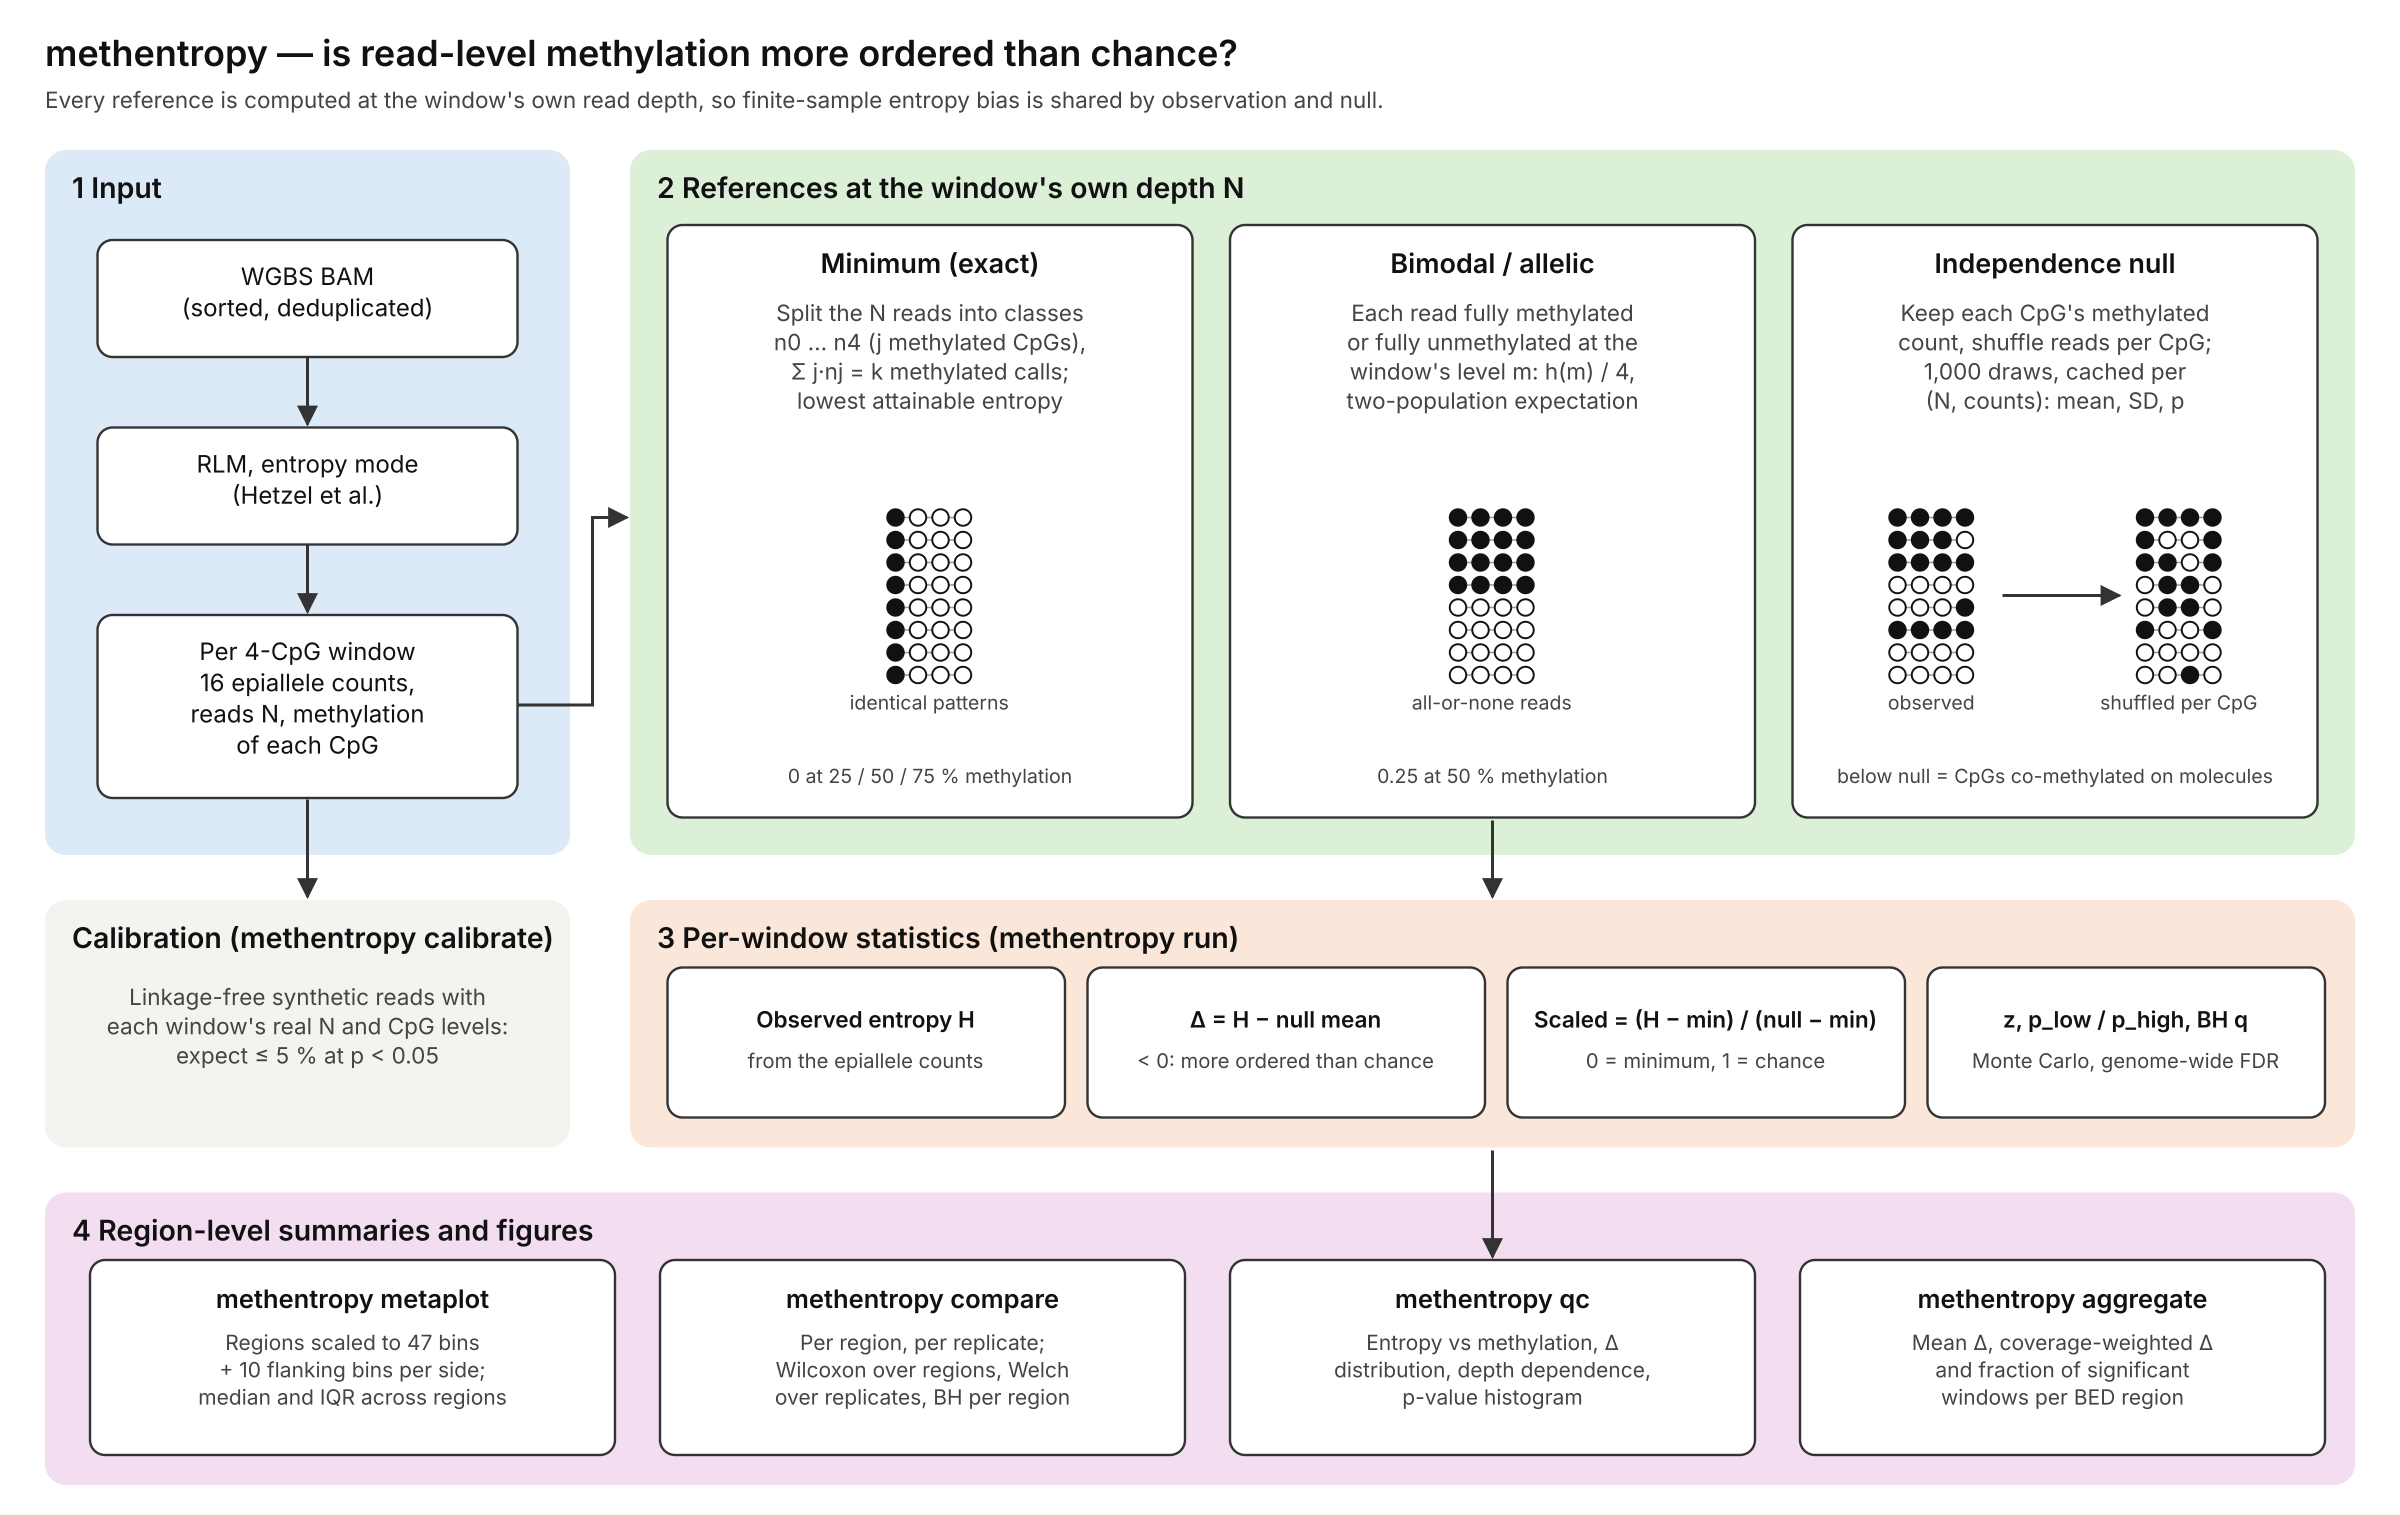 methentropy — is read-level methylation more ordered than chance?
Every reference is computed at the window's own read depth, so finite-sample entropy bias is shared by observation and null.
1 Input
WGBS BAM
(sorted, deduplicated)
RLM, entropy mode
(Hetzel et al.)
Per 4-CpG window
16 epiallele counts,
reads N, methylation
of each CpG
2 References at the window's own depth N
Minimum (exact)
Split the N reads into classes
n0 ... n4 (j methylated CpGs),
Σ j·nj = k methylated calls;
lowest attainable entropy
identical patterns
0 at 25 / 50 / 75 % methylation
Bimodal / allelic
Each read fully methylated
or fully unmethylated at the
window's level m: h(m) / 4,
two-population expectation
all-or-none reads
0.25 at 50 % methylation
Independence null
Keep each CpG's methylated
count, shuffle reads per CpG;
1,000 draws, cached per
(N, counts): mean, SD, p
observed
shuffled per CpG
below null = CpGs co-methylated on molecules
Calibration (methentropy calibrate)
Linkage-free synthetic reads with
each window's real N and CpG levels:
expect ≤ 5 % at p < 0.05
3 Per-window statistics (methentropy run)
Observed entropy H
from the epiallele counts
Δ = H − null mean
< 0: more ordered than chance
Scaled = (H − min) / (null − min)
0 = minimum, 1 = chance
z, p_low / p_high, BH q
Monte Carlo, genome-wide FDR
4 Region-level summaries and figures
methentropy metaplot
Regions scaled to 47 bins
+ 10 flanking bins per side;
median and IQR across regions
methentropy compare
Per region, per replicate;
Wilcoxon over regions, Welch
over replicates, BH per region
methentropy qc
Entropy vs methylation, Δ
distribution, depth dependence,
p-value histogram
methentropy aggregate
Mean Δ, coverage-weighted Δ
and fraction of significant
windows per BED region